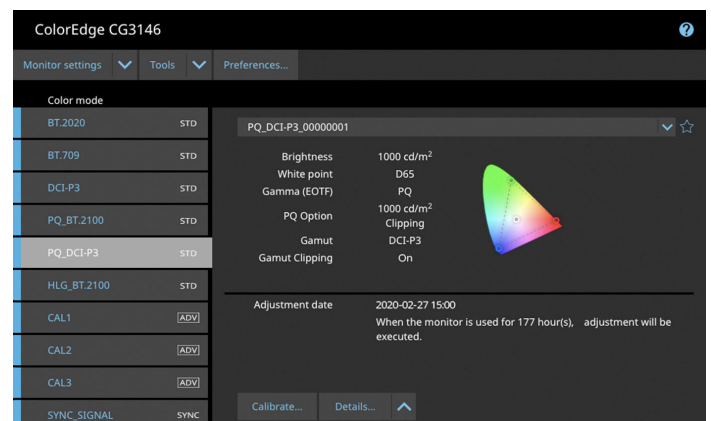 ColorEdge CG3146
Monitor settings Tools Preferences...
Color mode
BT.2020 STD
BT.709 STD
DCI-P3 STD
PQ_BT.2100 STD
PQ_DCI-P3 STD
HLG_BT.2100 STD
CAL1 ADV
CAL2 ADV
CAL3 ADV
SYNC_SIGNAL SYNC
PQ_DCI-P3_00000001
Brightness 1000 cd/m²
White point D65
Gamma (EOTF) PQ
PQ Option 1000 cd/m²
Clipping
Gamut DCI-P3
Gamut Clipping On
Adjustment date 2020-02-27 15:00
When the monitor is used for 177 hour(s), adjustment will be
executed.
Calibrate... Details...